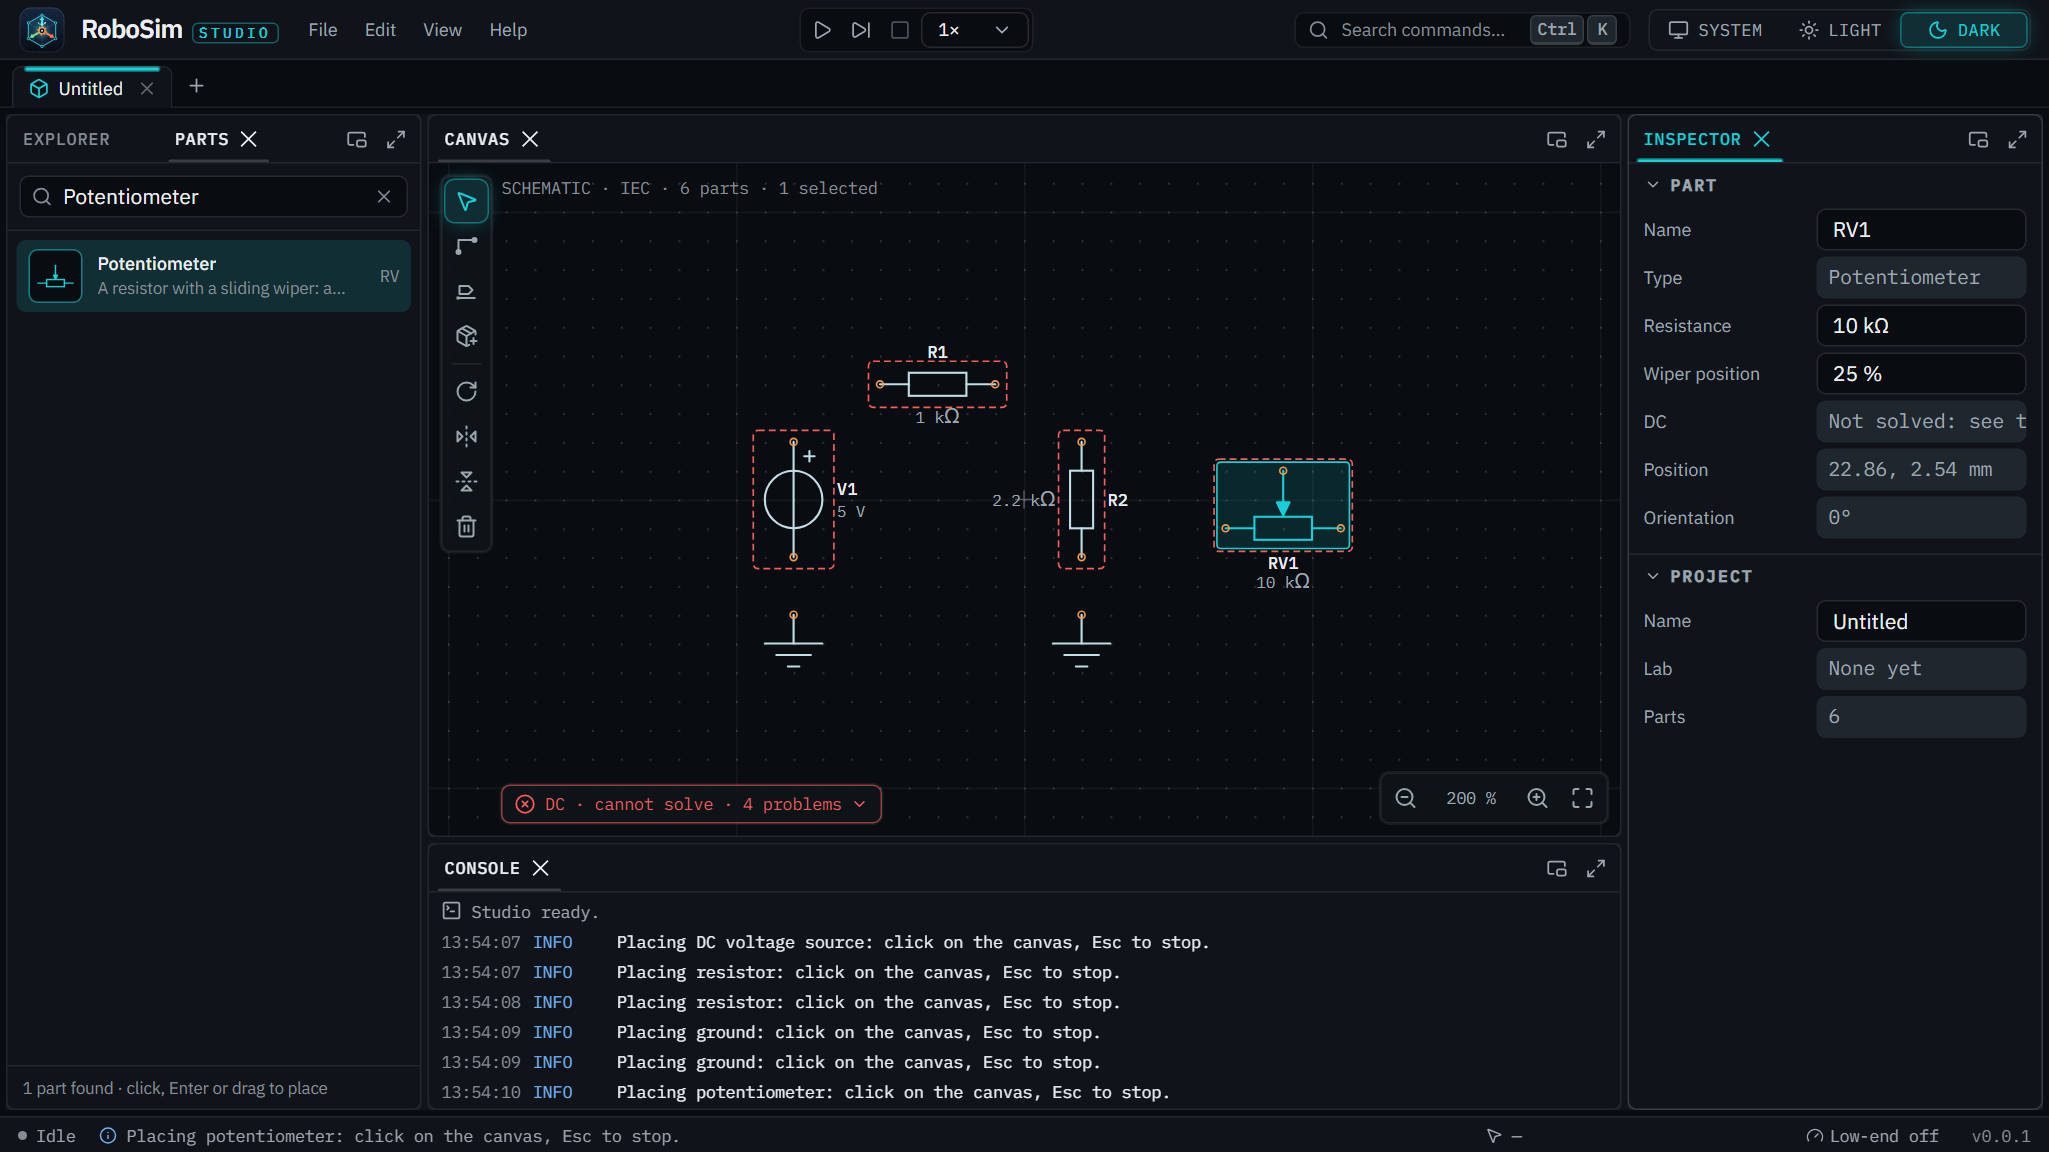 RoboSim STUDIO File Edit View Help 1× Search commands... Ctrl K SYSTEM LIGHT DARK
Untitled
EXPLORER PARTS
Potentiometer
Potentiometer
A resistor with a sliding wiper: a...
RV
1 part found · click, Enter or drag to place
CANVAS
SCHEMATIC · IEC · 6 parts · 1 selected
R1
1 kΩ
+
V1
5 V
2.2 kΩ
R2
RV1
10 kΩ
DC · cannot solve · 4 problems
200 %
CONSOLE
Studio ready.
13:54:07 INFO Placing DC voltage source: click on the canvas, Esc to stop.
13:54:07 INFO Placing resistor: click on the canvas, Esc to stop.
13:54:08 INFO Placing resistor: click on the canvas, Esc to stop.
13:54:09 INFO Placing ground: click on the canvas, Esc to stop.
13:54:09 INFO Placing ground: click on the canvas, Esc to stop.
13:54:10 INFO Placing potentiometer: click on the canvas, Esc to stop.
INSPECTOR
PART
Name RV1
Type Potentiometer
Resistance 10 kΩ
Wiper position 25 %
DC Not solved: see t
Position 22.86, 2.54 mm
Orientation 0°
PROJECT
Name Untitled
Lab None yet
Parts 6
Idle Placing potentiometer: click on the canvas, Esc to stop. — Low-end off v0.0.1